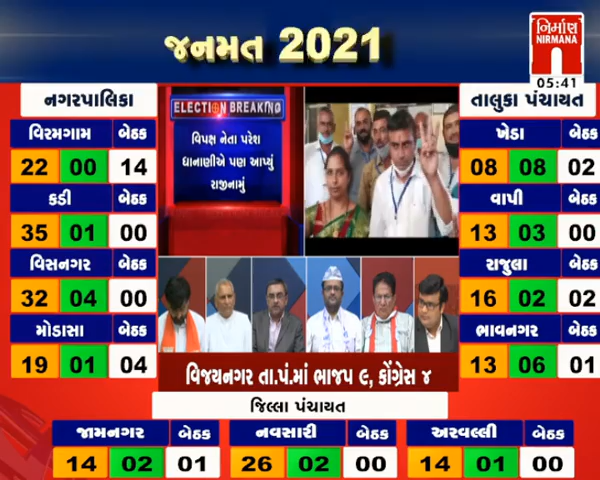 જનમત 2021
નિર્માણ
NIRMANA
05:41
નગરપાલિકા
વિરમગામ બેઠક
22 00 14
કડી બેઠક
35 01 00
વિસનગર બેઠક
32 04 00
મોડાસા બેઠક
19 01 04
ELECTION BREAKING
વિપક્ષ નેતા પરેશ
ધાનાણીએ પણ આપ્યું
રાજીનામું
તાલુકા પંચાયત
ખેડા બેઠક
08 08 02
વાપી બેઠક
13 03 00
રાજુલા બેઠક
16 02 02
ભાવનગર બેઠક
13 06 01
વિજયનગર તા.પં.માં ભાજપ ૯, કોંગ્રેસ ૪
જિલ્લા પંચાયત
જામનગર બેઠક નવસારી બેઠક અરવલ્લી બેઠક
14 02 01 26 02 00 14 01 00